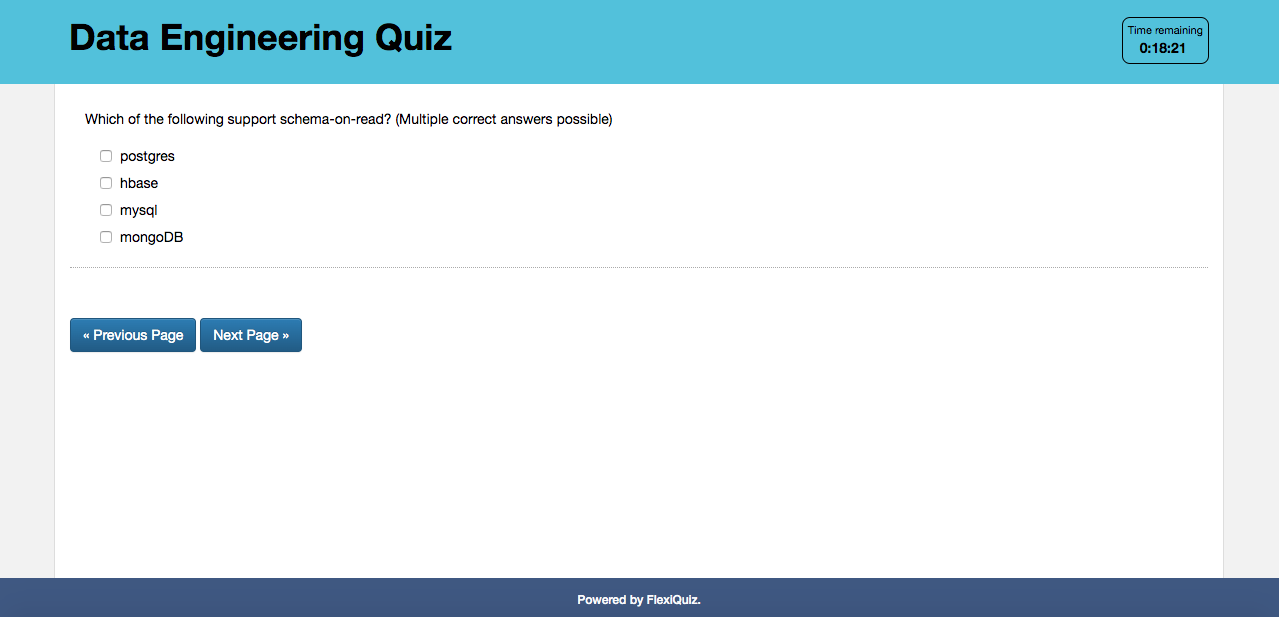 Data Engineering Quiz
Time remaining
0:18:21
Which of the following support schema-on-read? (Multiple correct answers possible)
postgres
hbase
mysql
mongoDB
« Previous Page
Next Page »
Powered by FlexiQuiz.